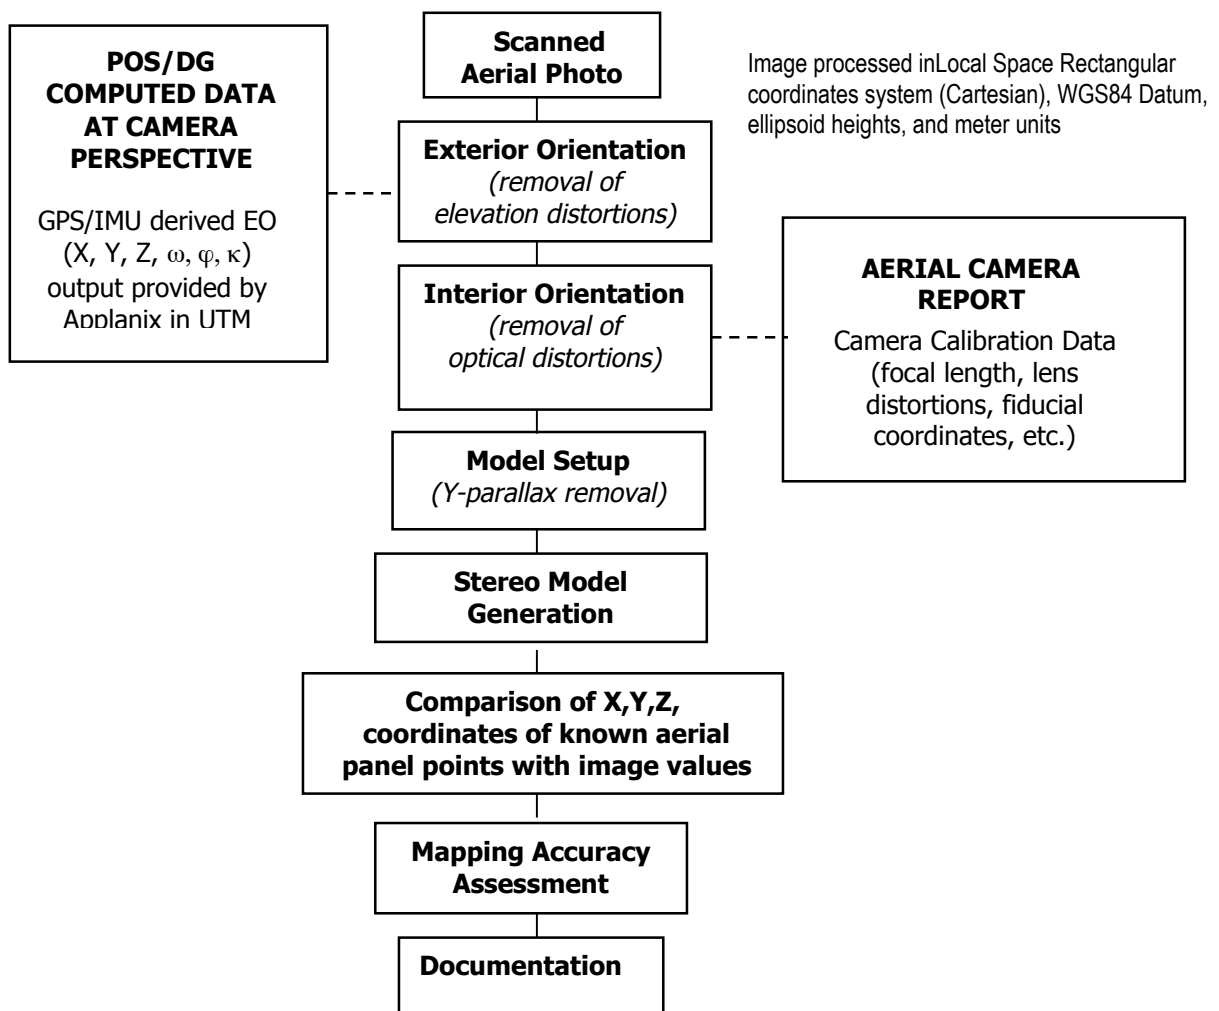 POS/DG
COMPUTED DATA
AT CAMERA
PERSPECTIVE
GPS/IMU derived EO
(X, Y, Z, ω, φ, κ)
output provided by
Applanix in UTM
Scanned
Aerial Photo
Image processed inLocal Space Rectangular
coordinates system (Cartesian), WGS84 Datum,
ellipsoid heights, and meter units
Exterior Orientation
(removal of
elevation distortions)
Interior Orientation
(removal of
optical distortions)
AERIAL CAMERA
REPORT
Camera Calibration Data
(focal length, lens
distortions, fiducial
coordinates, etc.)
Model Setup
(Y-parallax removal)
Stereo Model
Generation
Comparison of X,Y,Z,
coordinates of known aerial
panel points with image values
Mapping Accuracy
Assessment
Documentation